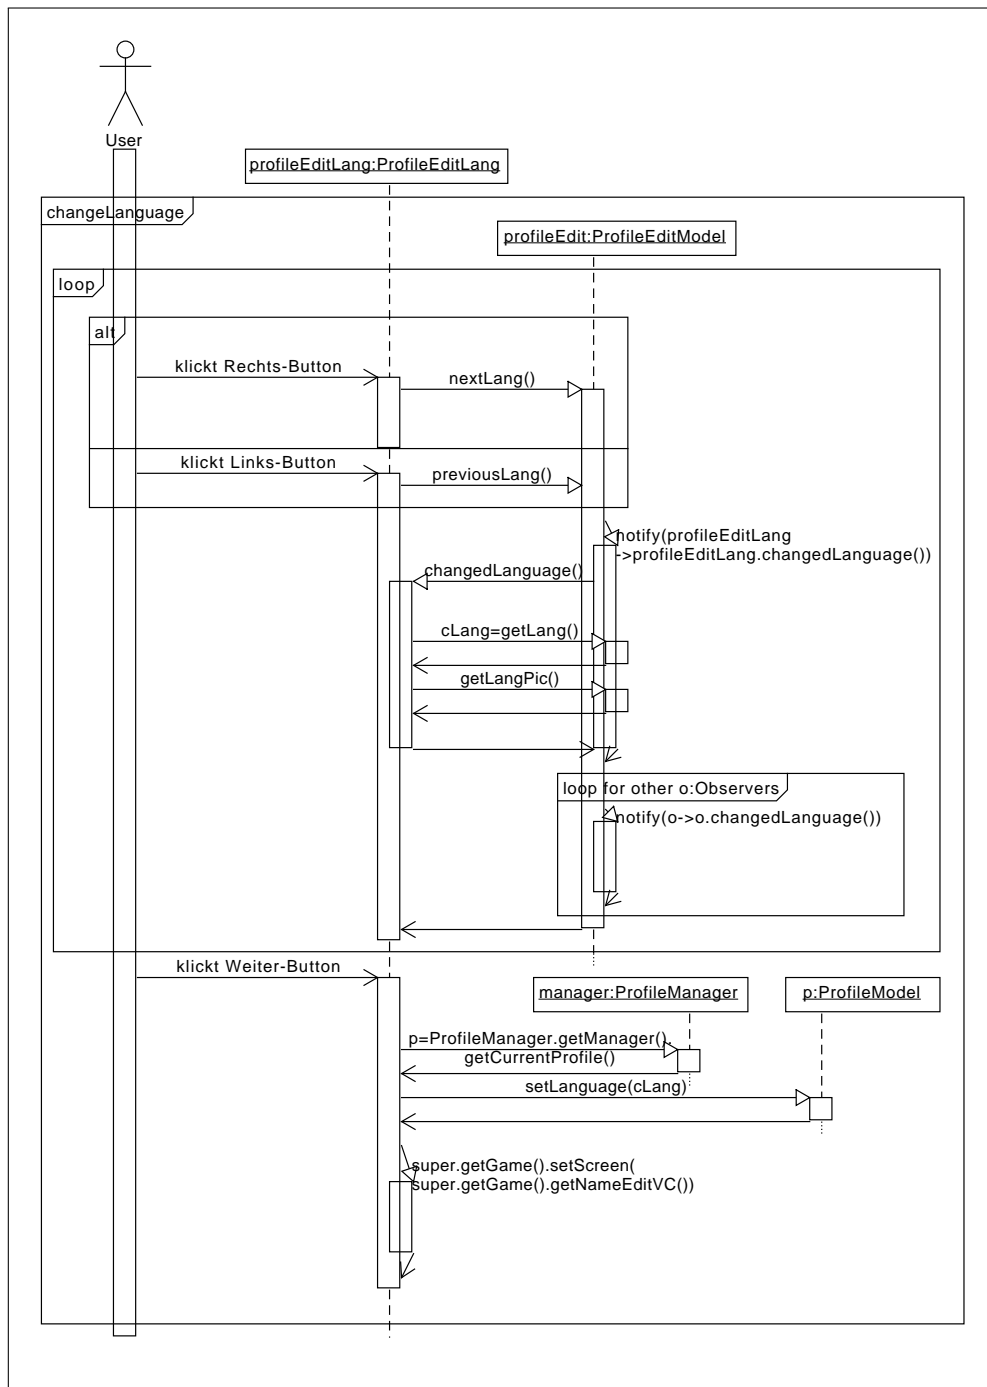 User
profileEditLang:ProfileEditLang
changeLanguage
profileEdit:ProfileEditModel
loop
alt
klickt Rechts-Button
nextLang()
klickt Links-Button
previousLang()
notify(profileEditLang
->profileEditLang.changedLanguage())
changedLanguage()
cLang=getLang()
getLangPic()
loop for other o:Observers
notify(o->o.changedLanguage())
klickt Weiter-Button
manager:ProfileManager
p:ProfileModel
p=ProfileManager.getManager().
getCurrentProfile()
setLanguage(cLang)
super.getGame().setScreen(
super.getGame().getNameEditVC())